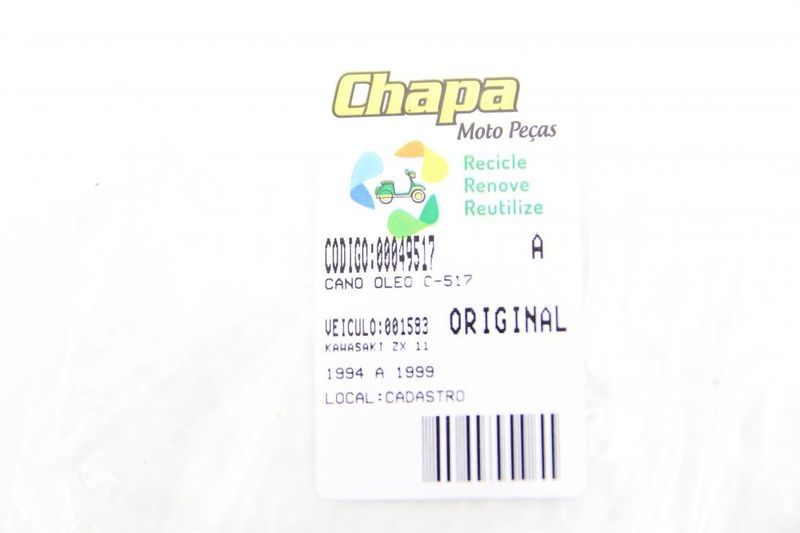 Chapa
Moto Peças
Recicle
Renove
Reutilize
CODIGO:00049517 A
CANO OLEO C-517
VEICULO:001583 ORIGINAL
KAWASAKI ZX 11
1994 A 1999
LOCAL:CADASTRO